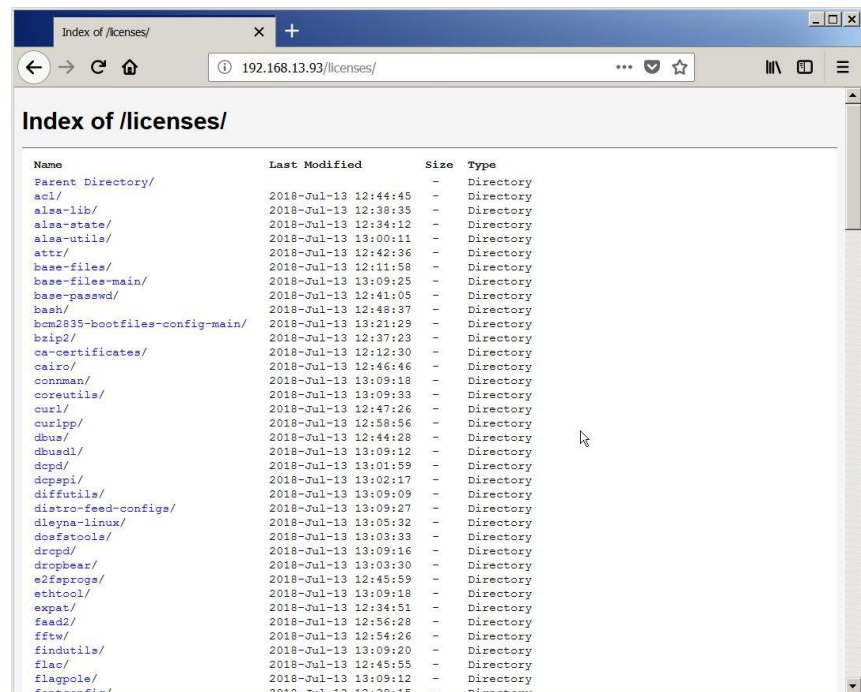 Index of /licenses/
192.168.13.93/licenses/
Index of /licenses/
Name Last Modified Size Type
Parent Directory/ - Directory
acl/ 2018-Jul-13 12:44:45 - Directory
alsa-lib/ 2018-Jul-13 12:38:35 - Directory
alsa-state/ 2018-Jul-13 12:34:12 - Directory
alsa-utils/ 2018-Jul-13 13:00:11 - Directory
attr/ 2018-Jul-13 12:42:36 - Directory
base-files/ 2018-Jul-13 12:11:58 - Directory
base-files-main/ 2018-Jul-13 13:09:25 - Directory
base-passwd/ 2018-Jul-13 12:41:05 - Directory
bash/ 2018-Jul-13 12:48:37 - Directory
bcm2835-bootfiles-config-main/ 2018-Jul-13 13:21:29 - Directory
bzip2/ 2018-Jul-13 12:37:23 - Directory
ca-certificates/ 2018-Jul-13 12:12:30 - Directory
cairo/ 2018-Jul-13 12:46:46 - Directory
connman/ 2018-Jul-13 13:09:18 - Directory
coreutils/ 2018-Jul-13 13:09:33 - Directory
curl/ 2018-Jul-13 12:47:26 - Directory
curlpp/ 2018-Jul-13 12:58:56 - Directory
dbus/ 2018-Jul-13 12:44:28 - Directory
dbusdl/ 2018-Jul-13 13:09:12 - Directory
dcpd/ 2018-Jul-13 13:01:59 - Directory
dcpspi/ 2018-Jul-13 13:02:17 - Directory
diffutils/ 2018-Jul-13 13:09:09 - Directory
distro-feed-configs/ 2018-Jul-13 13:09:27 - Directory
dleyna-linux/ 2018-Jul-13 13:05:32 - Directory
dosfstools/ 2018-Jul-13 13:03:33 - Directory
drcpd/ 2018-Jul-13 13:09:16 - Directory
dropbear/ 2018-Jul-13 13:03:30 - Directory
e2fsprogs/ 2018-Jul-13 12:45:59 - Directory
ethtool/ 2018-Jul-13 13:09:18 - Directory
expat/ 2018-Jul-13 12:34:51 - Directory
faad2/ 2018-Jul-13 12:56:28 - Directory
fftw/ 2018-Jul-13 12:54:26 - Directory
findutils/ 2018-Jul-13 13:09:20 - Directory
flac/ 2018-Jul-13 12:45:55 - Directory
flagpole/ 2018-Jul-13 13:09:12 - Directory